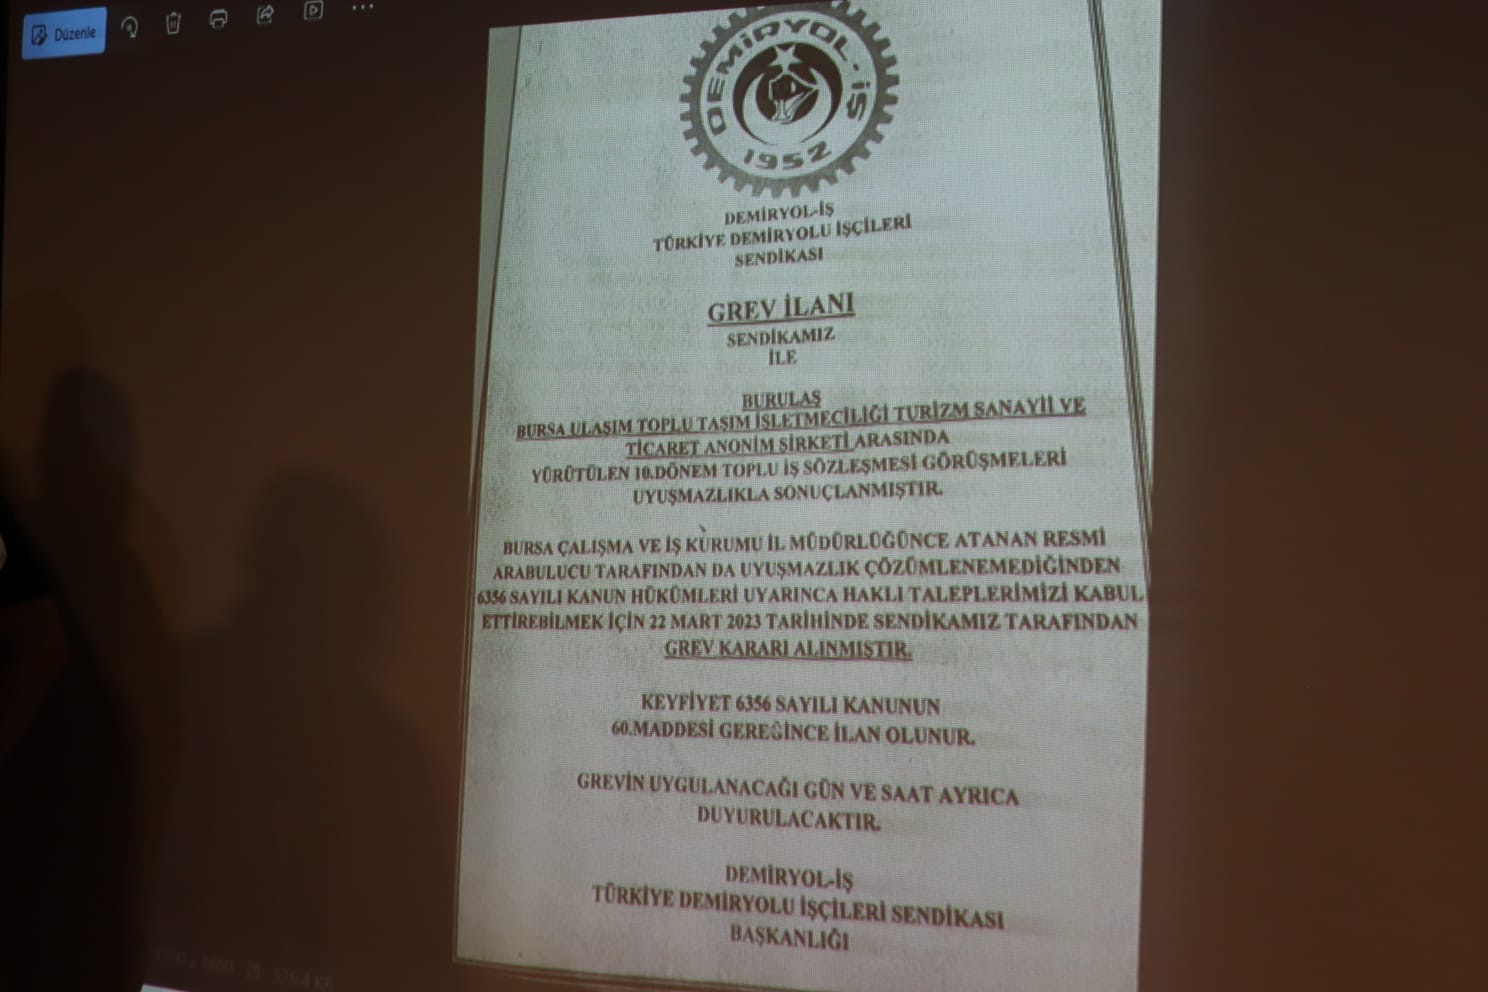 Düzenle
DEMİRYOL-İŞ
1952
DEMİRYOL-İŞ
TÜRKİYE DEMİRYOLU İŞÇİLERİ
SENDİKASI
GREV İLANI
SENDİKAMIZ
İLE
BURULAŞ
BURSA ULAŞIM TOPLU TAŞIM İŞLETMECİLİĞİ TURİZM SANAYİİ VE
TİCARET ANONİM ŞİRKETİ ARASINDA
YÜRÜTÜLEN 10.DÖNEM TOPLU İŞ SÖZLEŞMESİ GÖRÜŞMELERİ
UYUŞMAZLIKLA SONUÇLANMIŞTIR.
BURSA ÇALIŞMA VE İŞ KURUMU İL MÜDÜRLÜĞÜNCE ATANAN RESMİ
ARABULUCU TARAFINDAN DA UYUŞMAZLIK ÇÖZÜMLENEMEDİĞİNDEN
6356 SAYILI KANUN HÜKÜMLERİ UYARINCA HAKLI TALEPLERİMİZİ KABUL
ETTİREBİLMEK İÇİN 22 MART 2023 TARİHİNDE SENDİKAMIZ TARAFINDAN
GREV KARARI ALINMIŞTIR.
KEYFİYET 6356 SAYILI KANUNUN
60.MADDESİ GEREĞİNCE İLAN OLUNUR.
GREVİN UYGULANACAĞI GÜN VE SAAT AYRICA
DUYURULACAKTIR.
DEMİRYOL-İŞ
TÜRKİYE DEMİRYOLU İŞÇİLERİ SENDİKASI
BAŞKANLIĞI